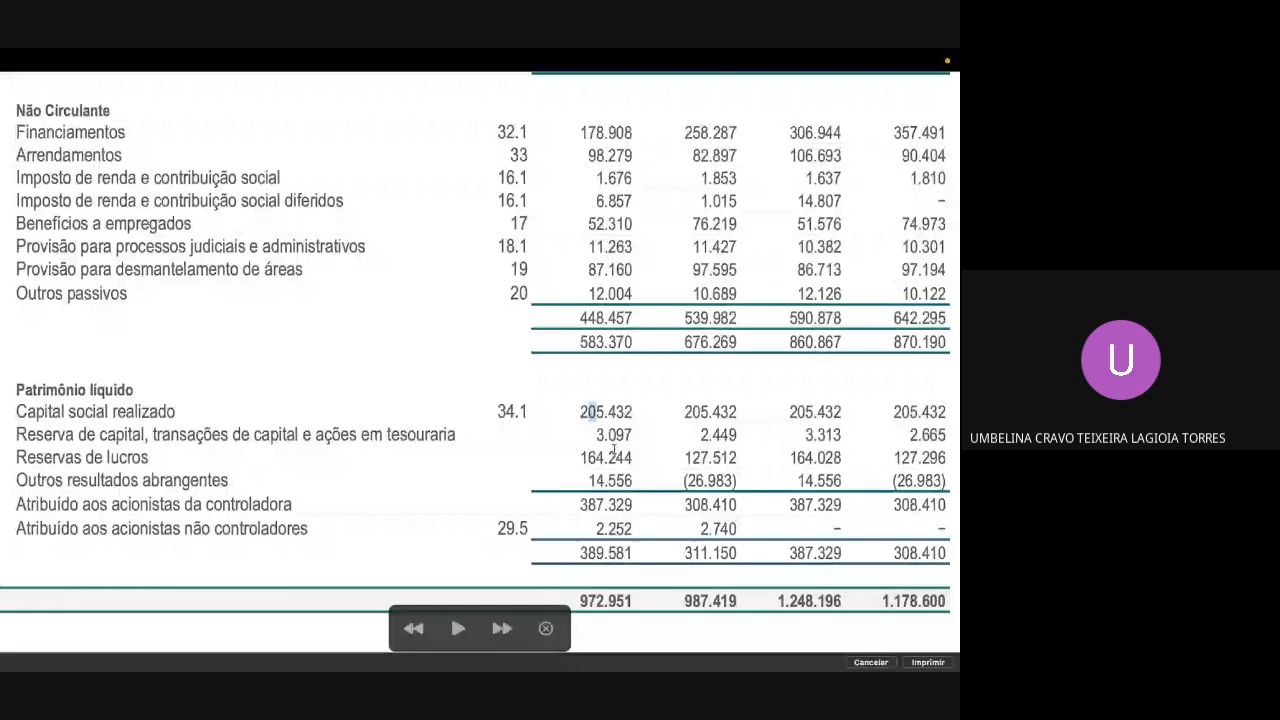 Não Circulante
Financiamentos 32.1 178.908 258.287 306.944 357.491
Arrendamentos 33 98.279 82.897 106.693 90.404
Imposto de renda e contribuição social 16.1 1.676 1.853 1.637 1.810
Imposto de renda e contribuição social diferidos 16.1 6.857 1.015 14.807 –
Benefícios a empregados 17 52.310 76.219 51.576 74.973
Provisão para processos judiciais e administrativos 18.1 11.263 11.427 10.382 10.301
Provisão para desmantelamento de áreas 19 87.160 97.595 86.713 97.194
Outros passivos 20 12.004 10.689 12.126 10.122
448.457 539.982 590.878 642.295
583.370 676.269 860.867 870.190
Patrimônio líquido
Capital social realizado 34.1 205.432 205.432 205.432 205.432
Reserva de capital, transações de capital e ações em tesouraria 3.097 2.449 3.313 2.665
Reservas de lucros 164.244 127.512 164.028 127.296
Outros resultados abrangentes 14.556 (26.983) 14.556 (26.983)
Atribuído aos acionistas da controladora 387.329 308.410 387.329 308.410
Atribuído aos acionistas não controladores 29.5 2.252 2.740 – –
389.581 311.150 387.329 308.410
972.951 987.419 1.248.196 1.178.600
Cancelar Imprimir
U
UMBELINA CRAVO TEIXEIRA LAGIOIA TORRES